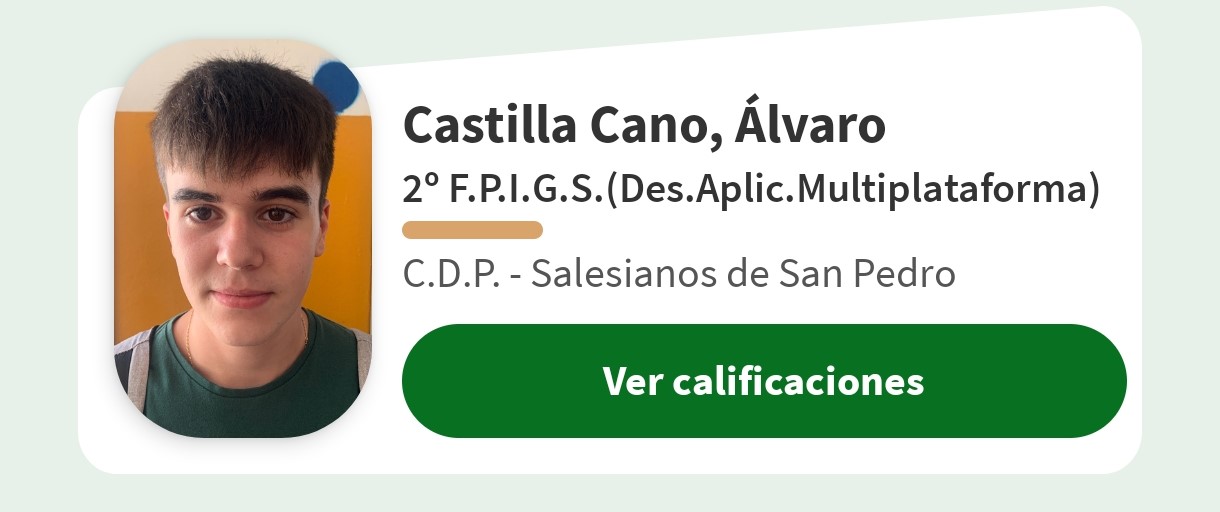 Castilla Cano, Álvaro
2º F.P.I.G.S.(Des.Aplic.Multiplataforma)
C.D.P. - Salesianos de San Pedro
Ver calificaciones